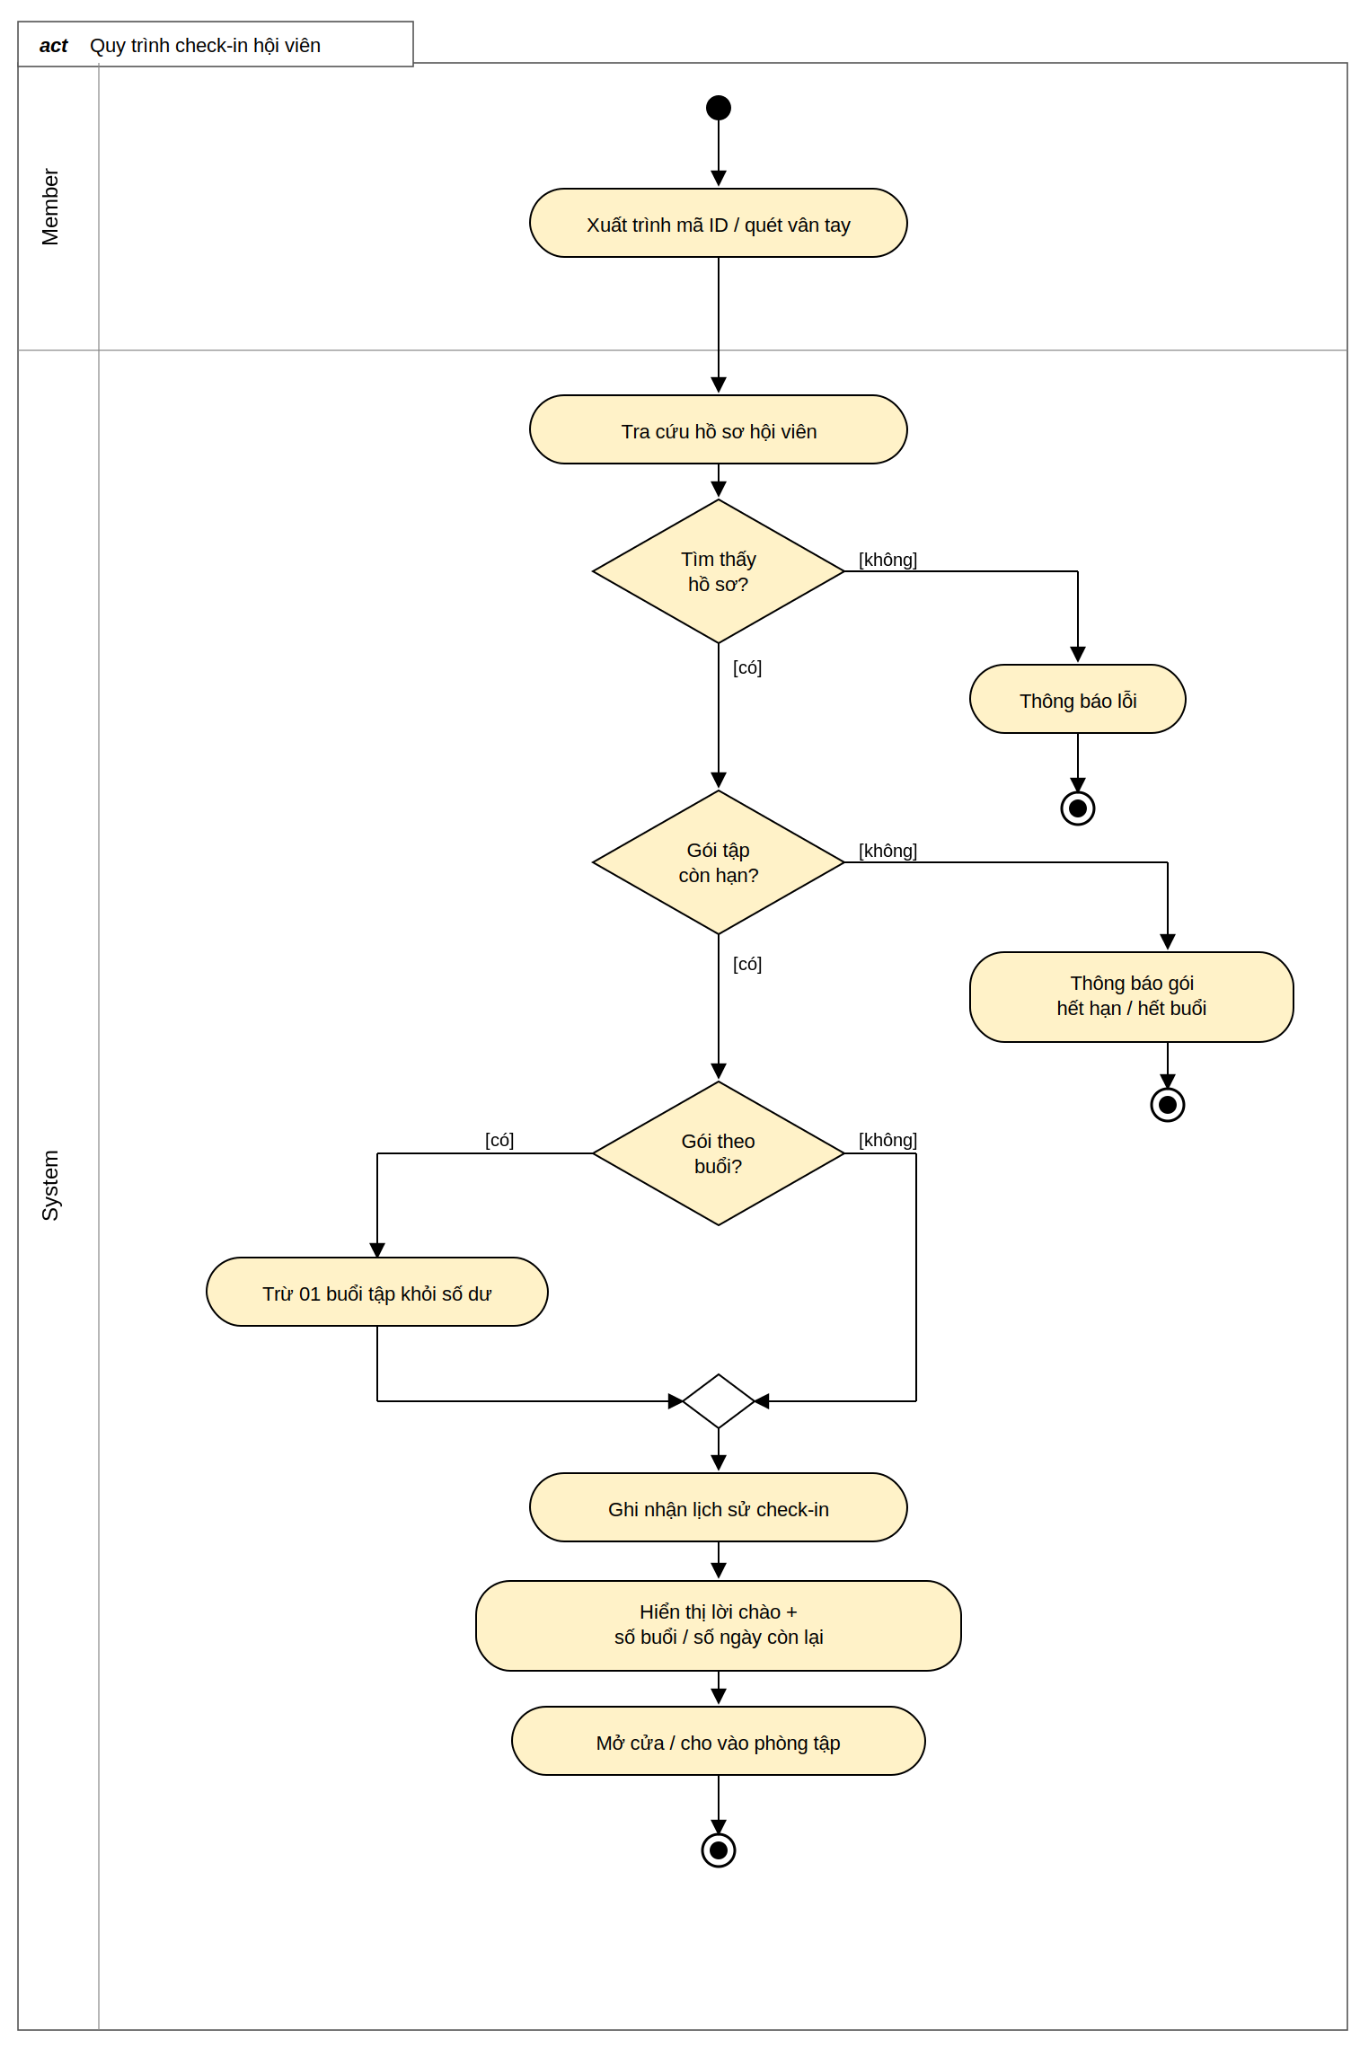 act Quy trình check-in hội viên
Member
Xuất trình mã ID / quét vân tay
System
Tra cứu hồ sơ hội viên
Tìm thấy
hồ sơ?
[không]
[có]
Thông báo lỗi
Gói tập
còn hạn?
[không]
[có]
Thông báo gói
hết hạn / hết buổi
Gói theo
buổi?
[có]
[không]
Trừ 01 buổi tập khỏi số dư
Ghi nhận lịch sử check-in
Hiển thị lời chào +
số buổi / số ngày còn lại
Mở cửa / cho vào phòng tập